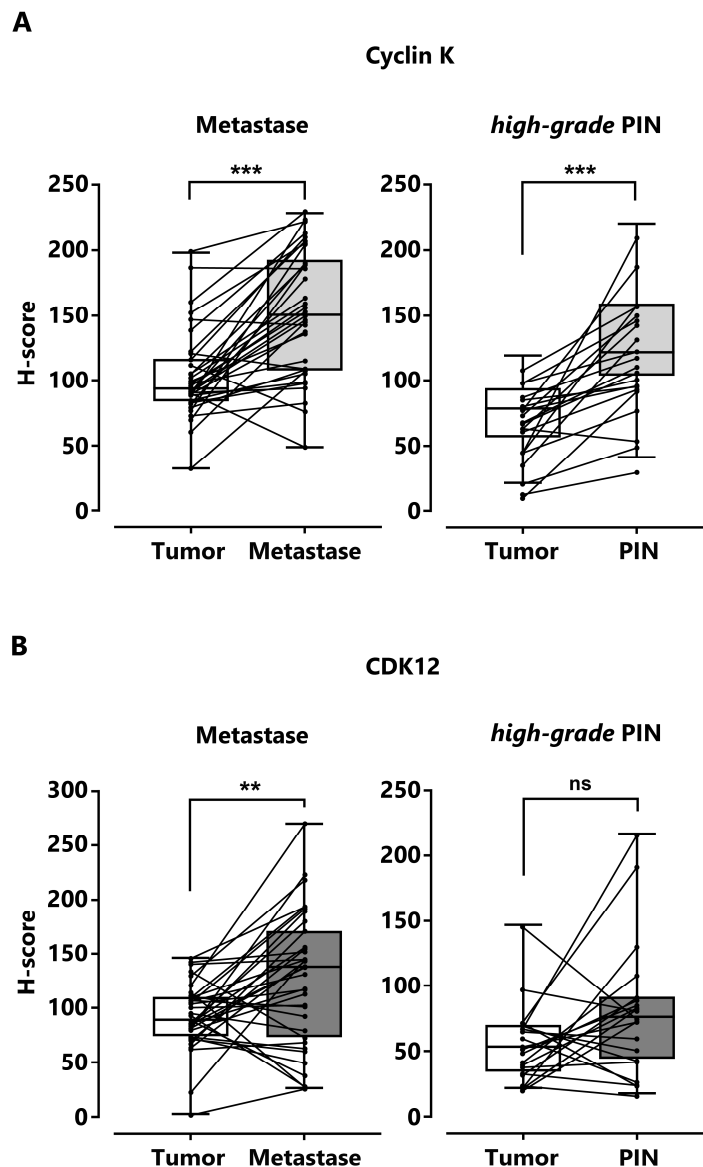 A
Cyclin K
Metastase
high-grade PIN
***
***
250
200
150
100
50
0
H-score
Tumor Metastase
250
200
150
100
50
0
Tumor PIN
B
CDK12
Metastase
high-grade PIN
**
ns
300
250
200
150
100
50
0
H-score
Tumor Metastase
250
200
150
100
50
0
Tumor PIN